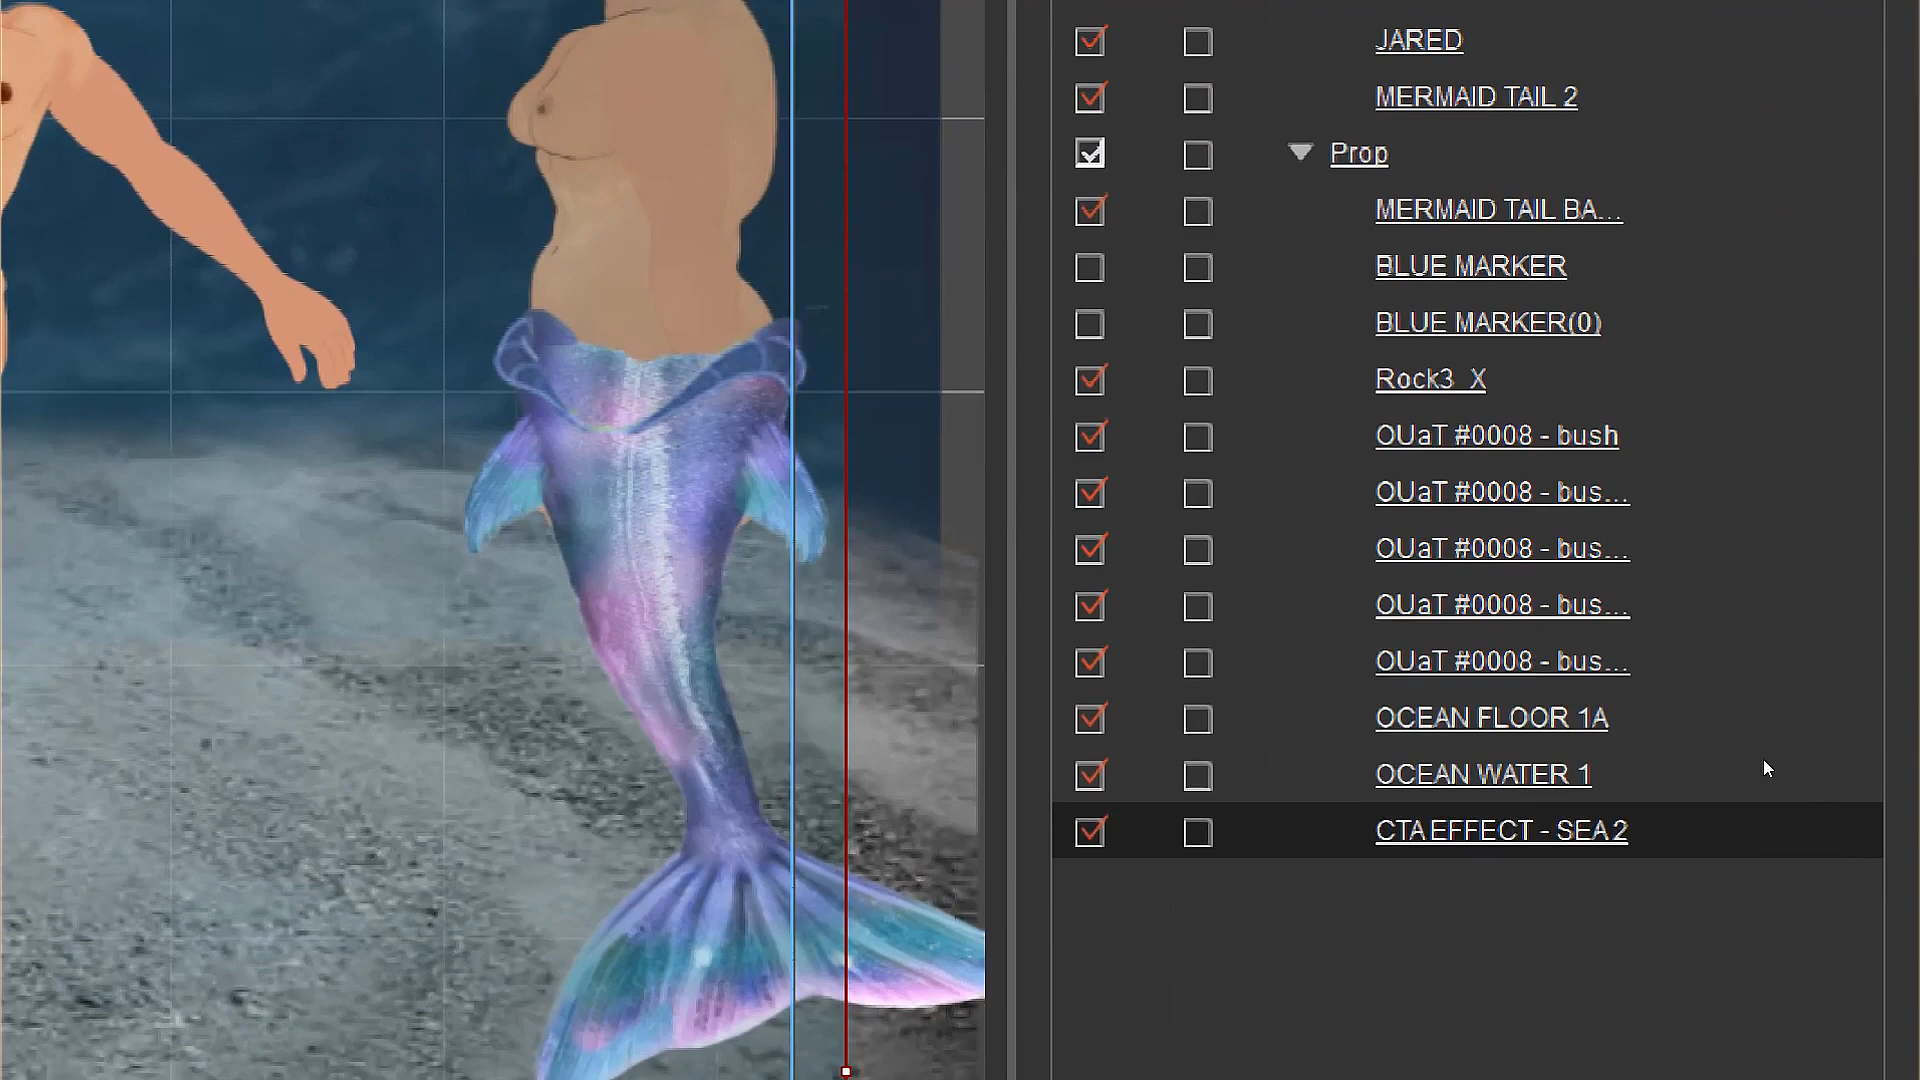 JARED
MERMAID TAIL 2
Prop
MERMAID TAIL BA...
BLUE MARKER
BLUE MARKER(0)
Rock3_X
OUaT #0008 - bush
OUaT #0008 - bus...
OUaT #0008 - bus...
OUaT #0008 - bus...
OUaT #0008 - bus...
OCEAN FLOOR 1A
OCEAN WATER 1
CTA EFFECT - SEA 2